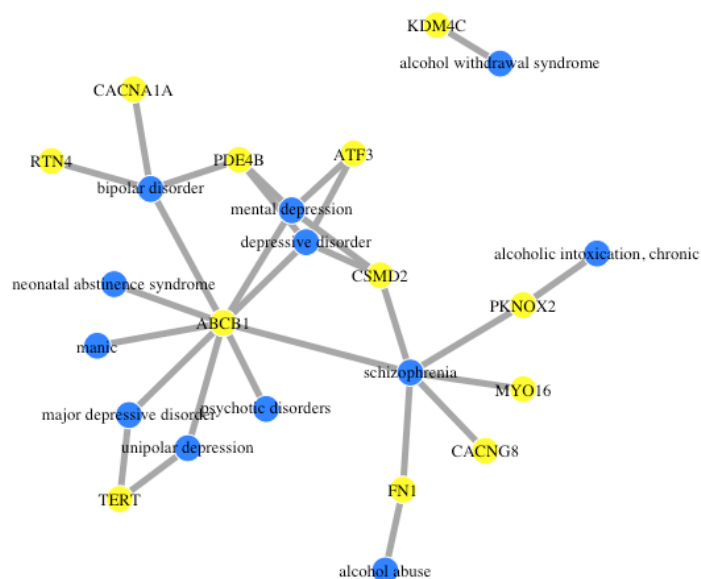 KDM4C
alcohol withdrawal syndrome
CACNA1A
RTN4
PDE4B
ATF3
bipolar disorder
mental depression
depressive disorder
alcoholic intoxication, chronic
CSMD2
neonatal abstinence syndrome
PKNOX2
ABCB1
manic
schizophrenia
MYO16
major depressive disorder
psychotic disorders
unipolar depression
CACNG8
TERT
FN1
alcohol abuse